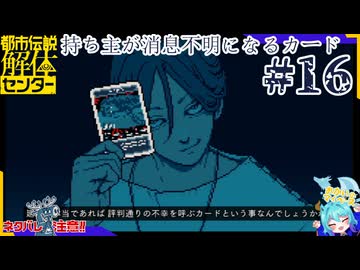 都市伝説
解体
センター
持ち主が消息不明になるカード
#16
当であれば 評判通りの不幸を呼ぶカードという事なんでしょうか
ネタバレ注意!!